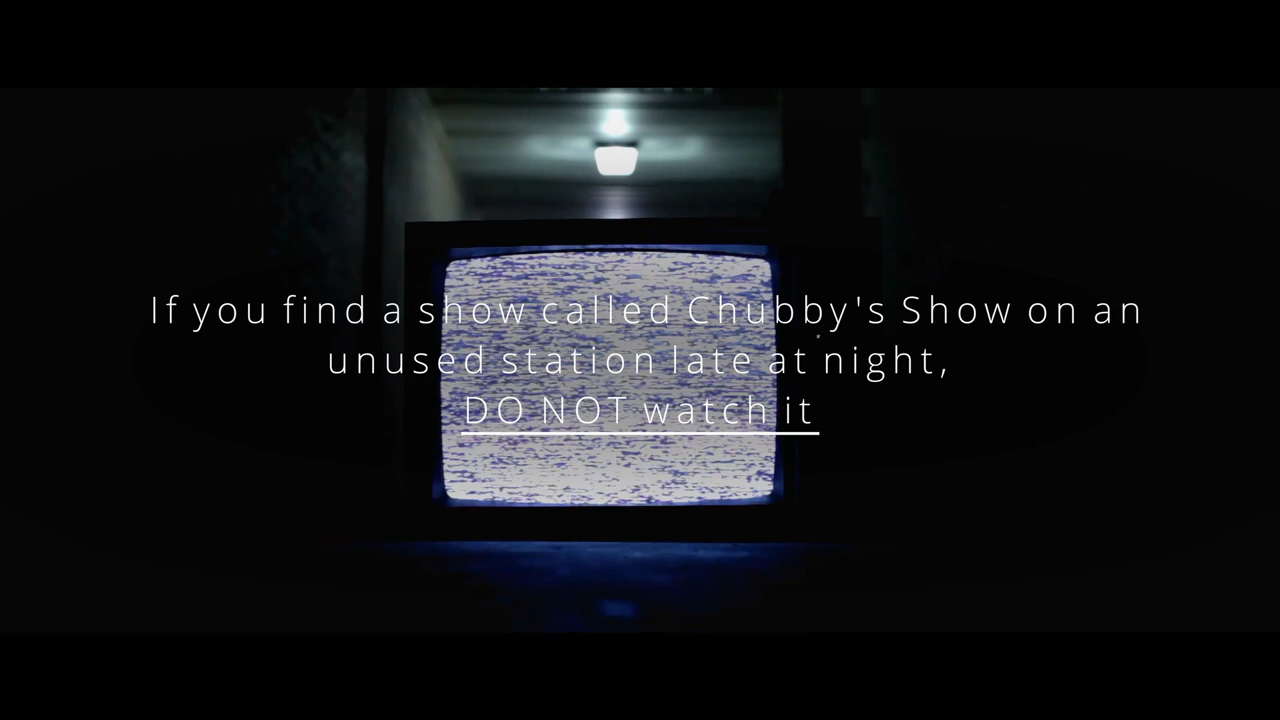 If you find a show called Chubby's Show on an
unused station late at night,
DO NOT watch it